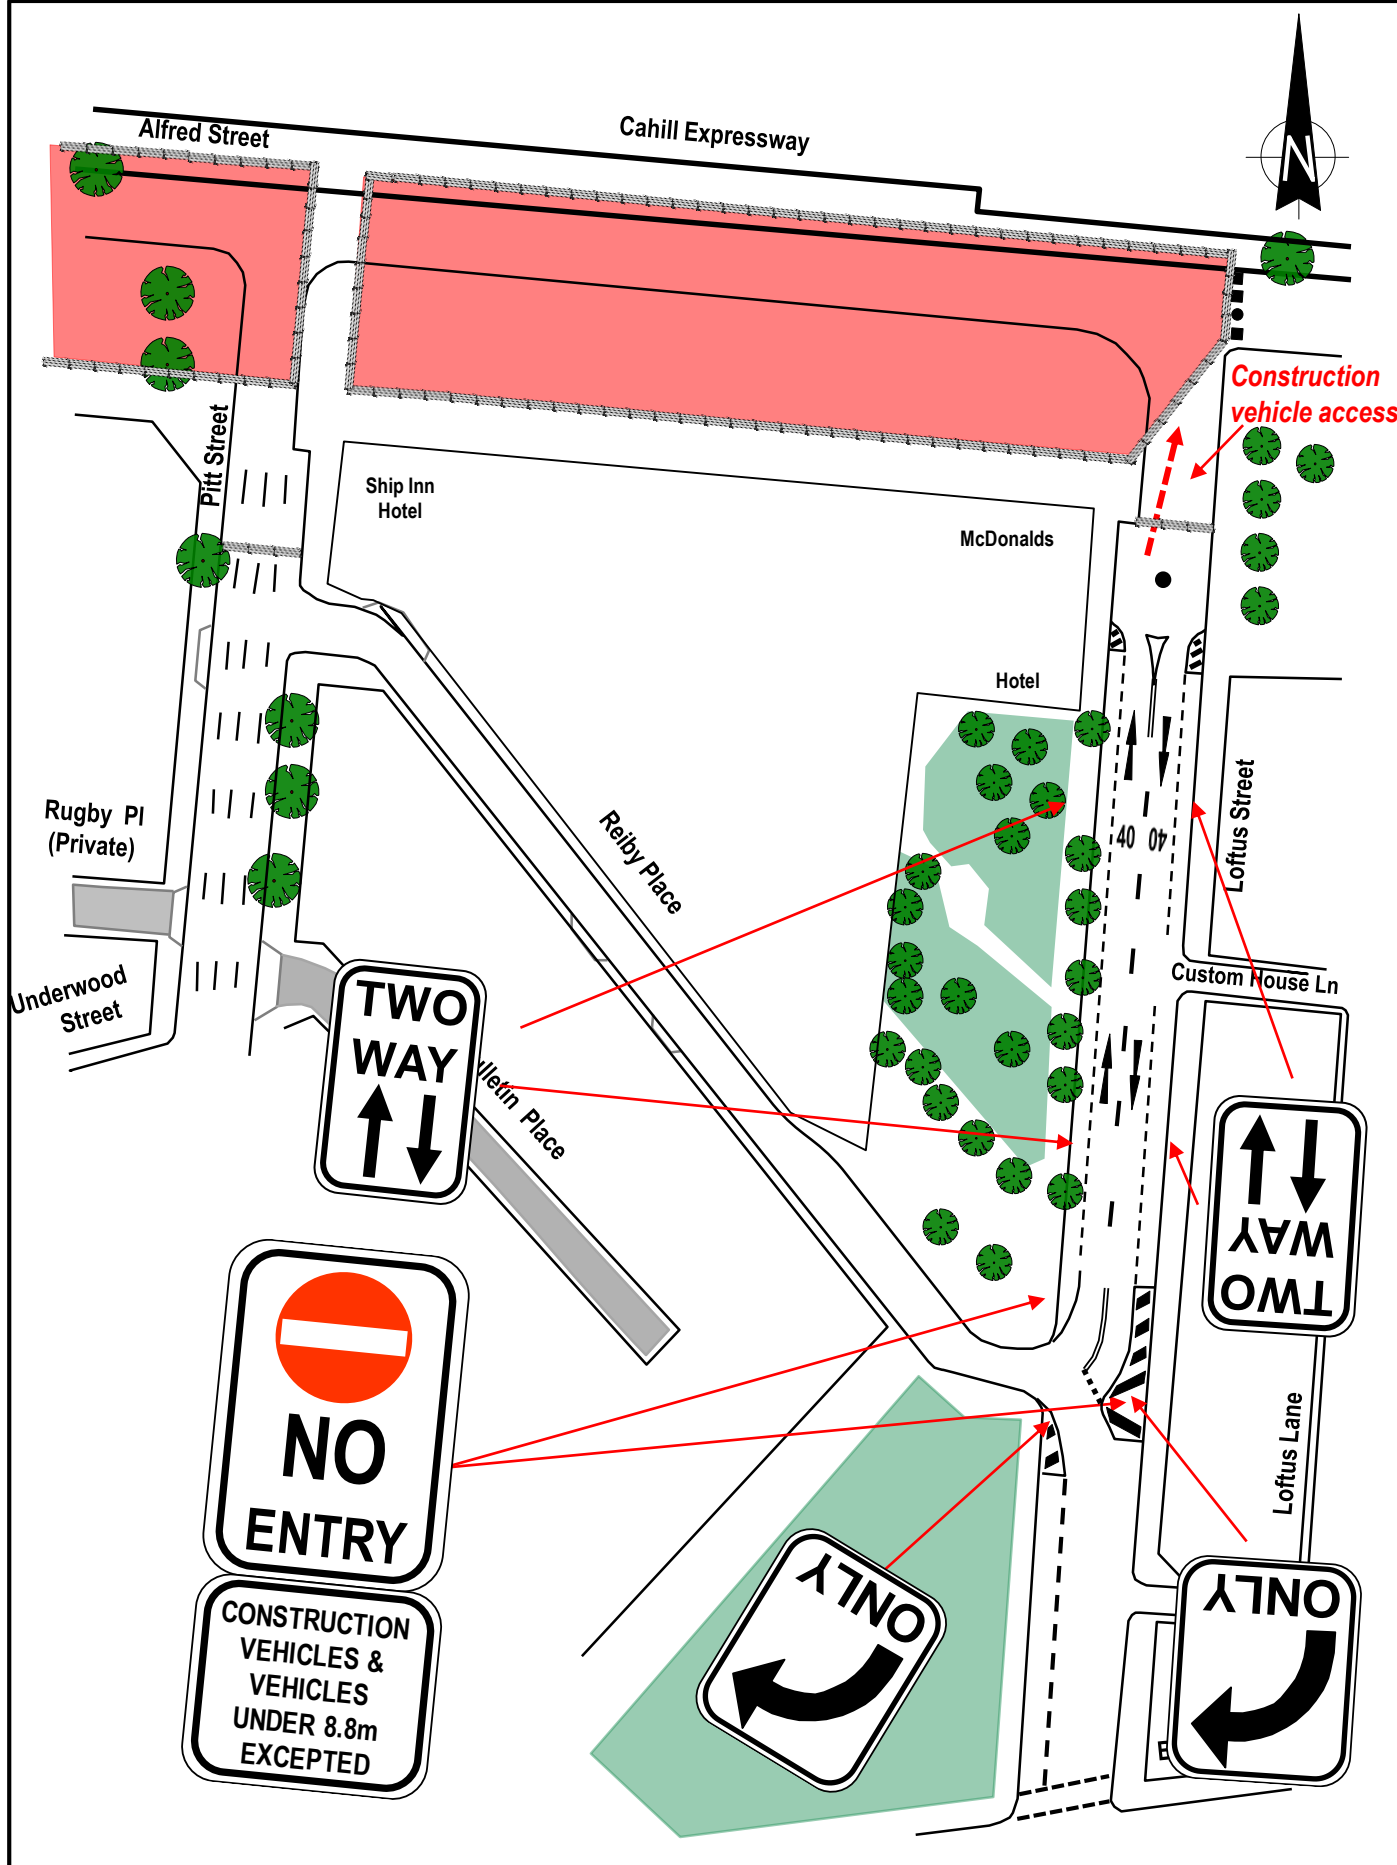 Alfred Street
Cahill Expressway
N
Construction
vehicle access
Pitt Street
Ship Inn
Hotel
McDonalds
Hotel
Rugby Pl
(Private)
Reiby Place
40 40
Loftus Street
Underwood
Street
Custom House Ln
TWO
WAY
lletin Place
TWO
WAY
NO
ENTRY
CONSTRUCTION
VEHICLES &
VEHICLES
UNDER 8.8m
EXCEPTED
Loftus Lane
ONLY
ONLY